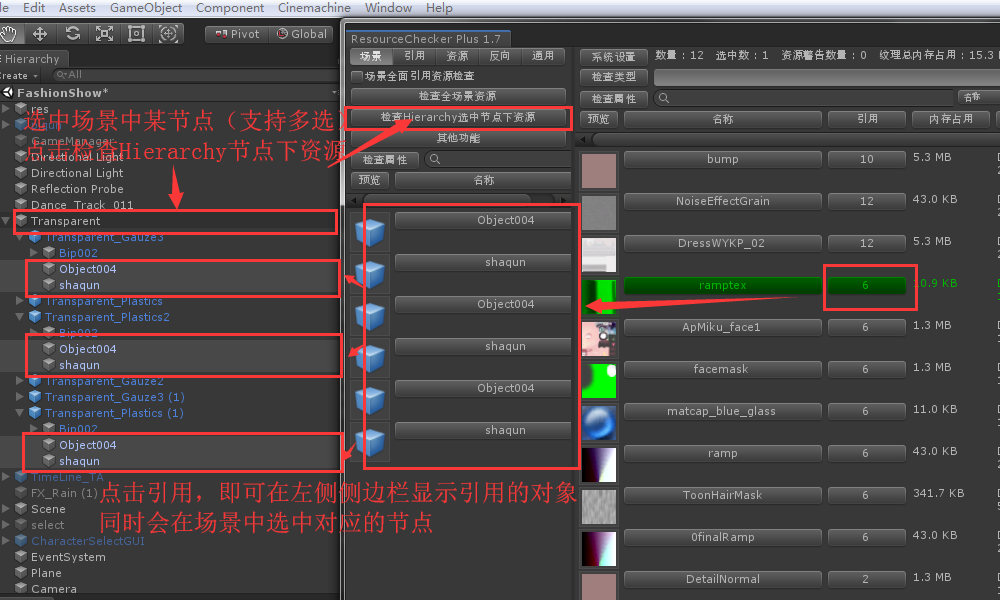 le Edit Assets GameObject Component Cinemachine Window Help
Pivot Global
Hierarchy
reate
All
FashionShow*
res
GameManager
Directional Light
Directional Light
Reflection Probe
Dance_Track_011
Transparent
Transparent_Gauze3
Bip002
Object004
shaqun
Transparent_Plastics
Transparent_Plastics2
Bip002
Object004
shaqun
Transparent_Gauze2
Transparent_Gauze3 (1)
Transparent_Plastics (1)
Bip002
Object004
shaqun
TimeLine_TA
FX_Rain (1)
Scene
select
CharacterSelectGUI
EventSystem
Plane
Camera
选中场景中某节点（支持多选
点击检查Hierarchy节点下资源
点击引用，即可在左侧侧边栏显示引用的对象
同时会在场景中选中对应的节点
ResourceChecker Plus 1.7
场景 引用 资源 反向 通用
场景全面引用资源检查
检查全场景资源
检查Hierarchy选中节点下资源
其他功能
检查属性
预览 名称
Object004
shaqun
Object004
shaqun
Object004
shaqun
系统设置 数量：12 选中数：1 资源警告数量：0 纹理总内存占用：15.3
检查类型
检查属性 名称
预览 名称 引用 内存占用
bump 10 5.3 MB
NoiseEffectGrain 12 43.0 KB
DressWYKP_02 12 5.3 MB
ramptex 6 10.9 KB
ApMiku_face1 6 1.3 MB
facemask 6 1.3 MB
matcap_blue_glass 6 11.0 KB
ramp 6 43.0 KB
ToonHairMask 6 341.7 KB
0finalRamp 6 43.0 KB
DetailNormal 2 1.3 MB